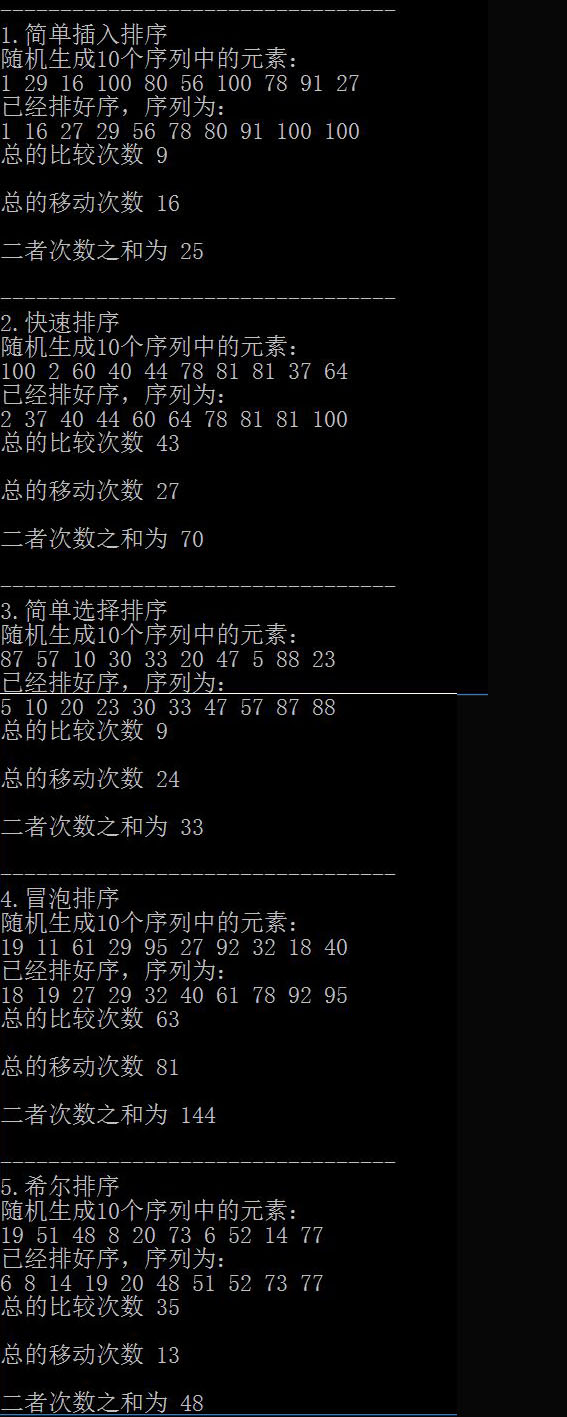 ---------------------------------
1.简单插入排序
随机生成10个序列中的元素:
1 29 16 100 80 56 100 78 91 27
已经排好序，序列为:
1 16 27 29 56 78 80 91 100 100
总的比较次数 9
总的移动次数 16
二者次数之和为 25
---------------------------------
2.快速排序
随机生成10个序列中的元素:
100 2 60 40 44 78 81 81 37 64
已经排好序，序列为:
2 37 40 44 60 64 78 81 81 100
总的比较次数 43
总的移动次数 27
二者次数之和为 70
---------------------------------
3.简单选择排序
随机生成10个序列中的元素:
87 57 10 30 33 20 47 5 88 23
已经排好序，序列为:
5 10 20 23 30 33 47 57 87 88
总的比较次数 9
总的移动次数 24
二者次数之和为 33
---------------------------------
4.冒泡排序
随机生成10个序列中的元素:
19 11 61 29 95 27 92 32 18 40
已经排好序，序列为:
18 19 27 29 32 40 61 78 92 95
总的比较次数 63
总的移动次数 81
二者次数之和为 144
---------------------------------
5.希尔排序
随机生成10个序列中的元素:
19 51 48 8 20 73 6 52 14 77
已经排好序，序列为:
6 8 14 19 20 48 51 52 73 77
总的比较次数 35
总的移动次数 13
二者次数之和为 48